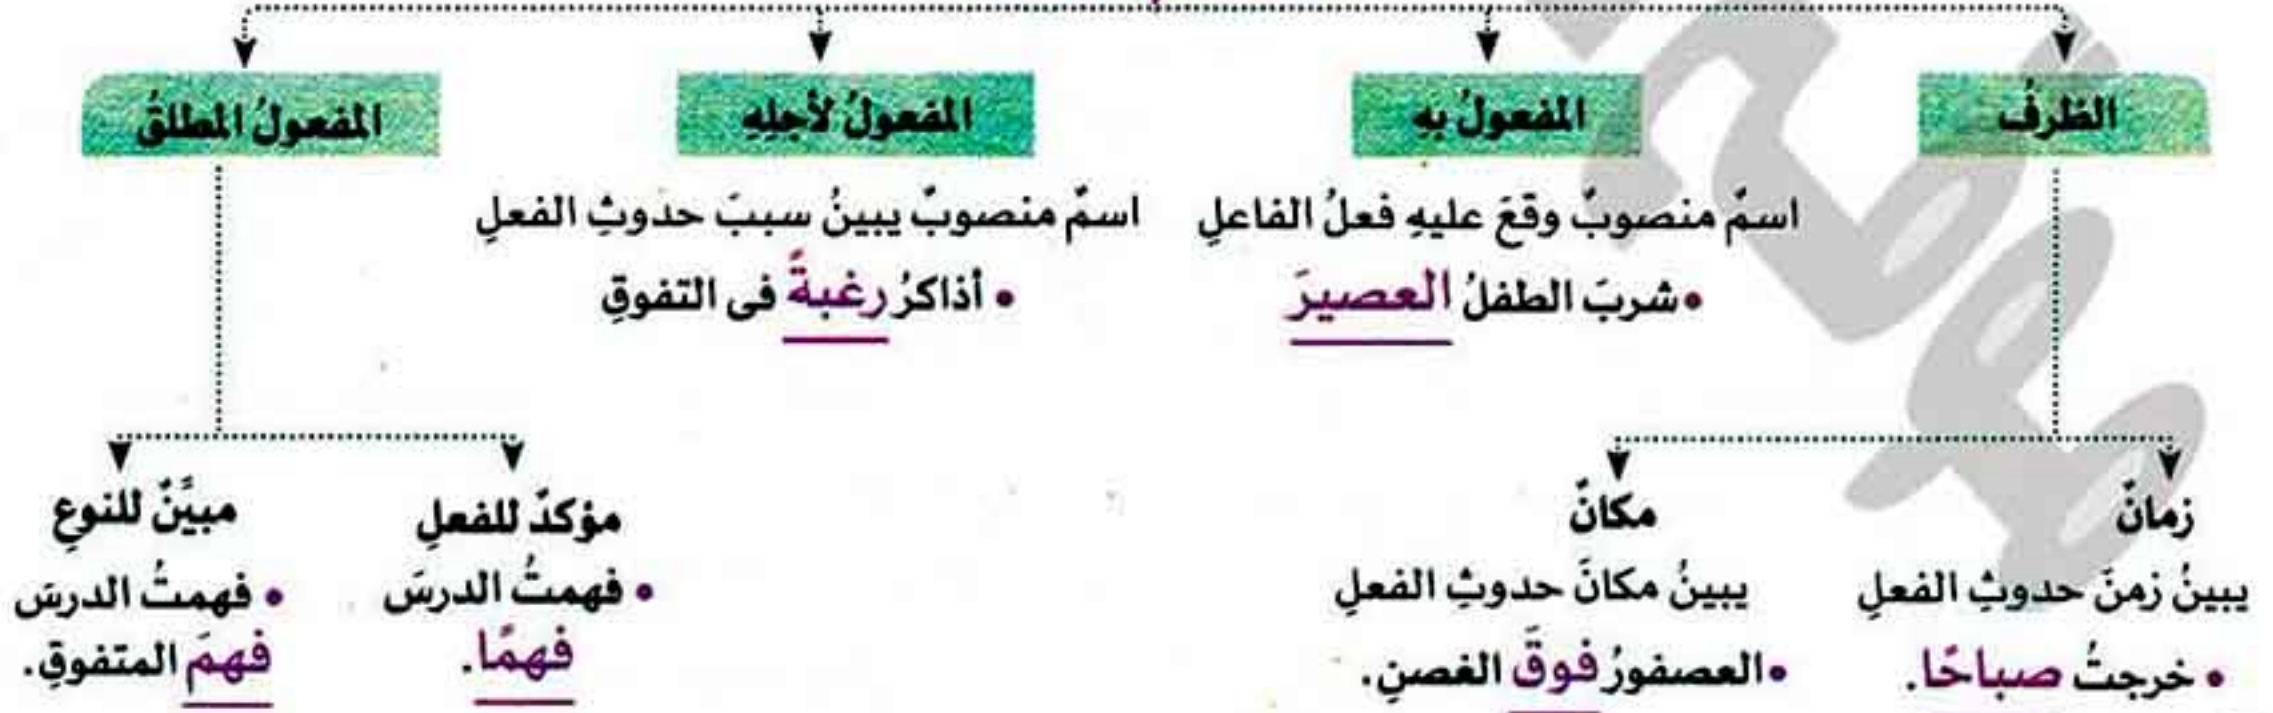 الظرفُ
المفعولُ بِهِ
المفعولُ لأجلِهِ
المفعولُ المطلقُ
اسمٌ منصوبٌ وقعَ عليهِ فعلُ الفاعلِ
• شربَ الطفلُ العصيرَ
اسمٌ منصوبٌ يبينُ سببَ حدوثِ الفعلِ
• أذاكرُ رغبةً فى التفوقِ
زمانٌ
يبينُ زمنَ حدوثِ الفعلِ
• خرجتُ صباحًا.
مكانٌ
يبينُ مكانَ حدوثِ الفعلِ
• العصفورُ فوقَ الغصنِ.
مؤكدٌ للفعلِ
• فهمتُ الدرسَ
فهمًا.
مبيَّنٌ للنوعِ
• فهمتُ الدرسَ
فهمَ المتفوقِ.